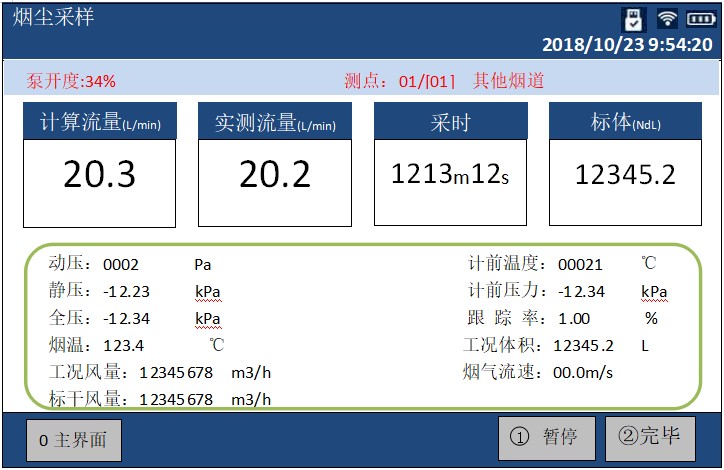 烟尘采样
2018/10/23 9:54:20
泵开度:34% 测点：01/[01] 其他烟道
计算流量(L/min) 实测流量(L/min) 采时 标体(NdL)
20.3 20.2 1213m12s 12345.2
动压：0002 Pa 计前温度：00021 ℃
静压：-12.23 kPa 计前压力：-12.34 kPa
全压：-12.34 kPa 跟 踪 率：1.00 %
烟温：123.4 ℃ 工况体积：12345.2 L
工况风量：12345678 m3/h 烟气流速：00.0m/s
标干风量：12345678 m3/h
0 主界面 ① 暂停 ②完毕